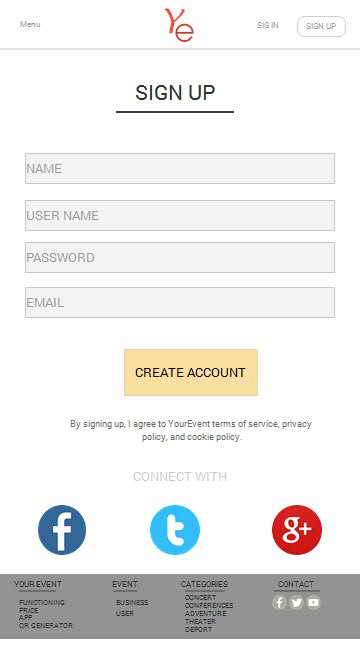 Menu
Ye
SIG IN
SIGN UP
SIGN UP
NAME
USER NAME
PASSWORD
EMAIL
CREATE ACCOUNT
By signing up, I agree to YourEvent terms of service, privacy
policy, and cookie policy.
CONNECT WITH
f
t
g+
YOUR EVENT
FUNCTIONING
PRICE
APP
QR GENERATOR
EVENT
BUSINESS
USER
CATEGORIES
CONCERT
CONFERENCES
ADVENTURE
THEATER
DEPORT
CONTACT
f